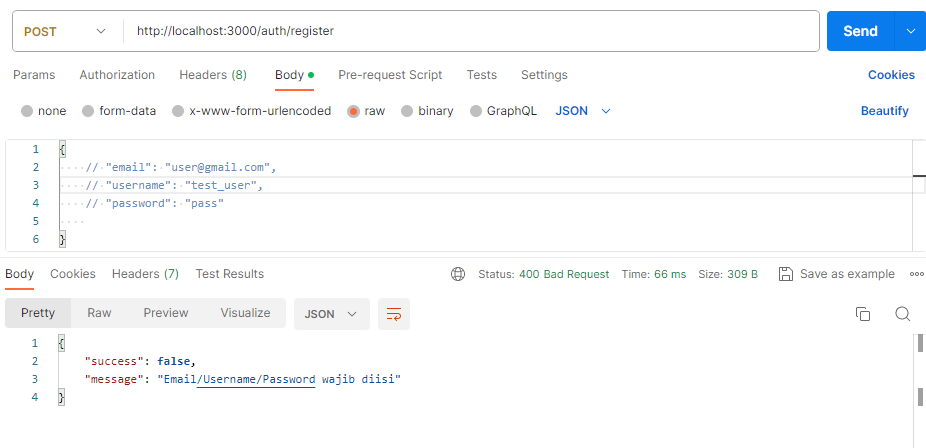 POST http://localhost:3000/auth/register Send
Params Authorization Headers (8) Body Pre-request Script Tests Settings Cookies
none form-data x-www-form-urlencoded raw binary GraphQL JSON Beautify
1 {
2 // "email": "user@gmail.com",
3 // "username": "test_user",
4 // "password": "pass"
5
6 }
Body Cookies Headers (7) Test Results Status: 400 Bad Request Time: 66 ms Size: 309 B Save as example
Pretty Raw Preview Visualize JSON
1 {
2 "success": false,
3 "message": "Email/Username/Password wajib diisi"
4 }